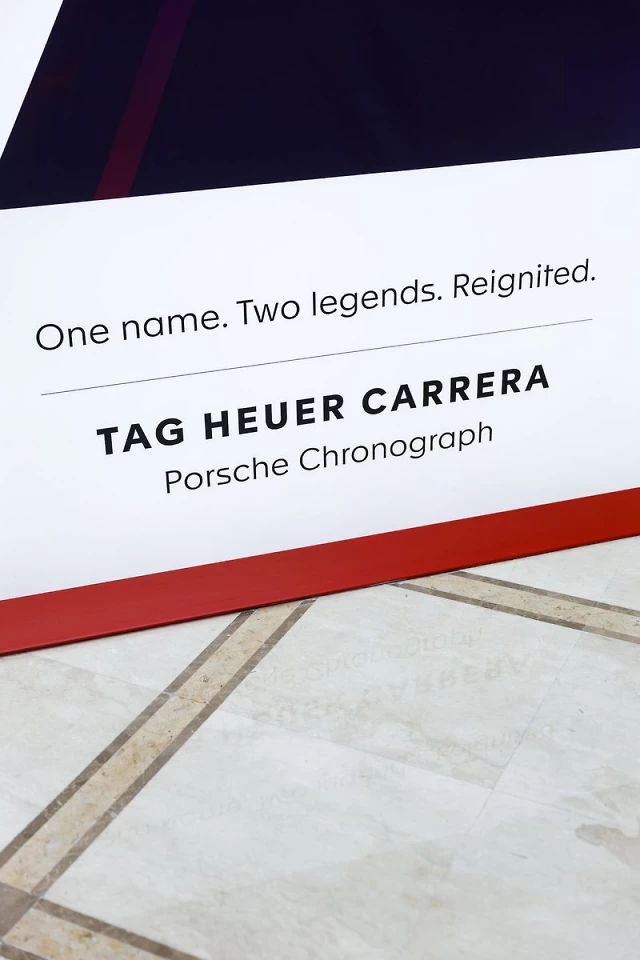 One name. Two legends. Reignited.
TAG HEUER CARRERA
Porsche Chronograph